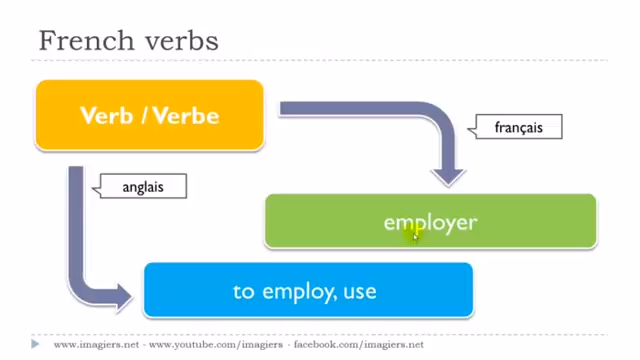 French verbs
Verb / Verbe
français
anglais
employer
to employ, use
www.imagiers.net - www.youtube.com/imagiers - facebook.com/imagiers.net